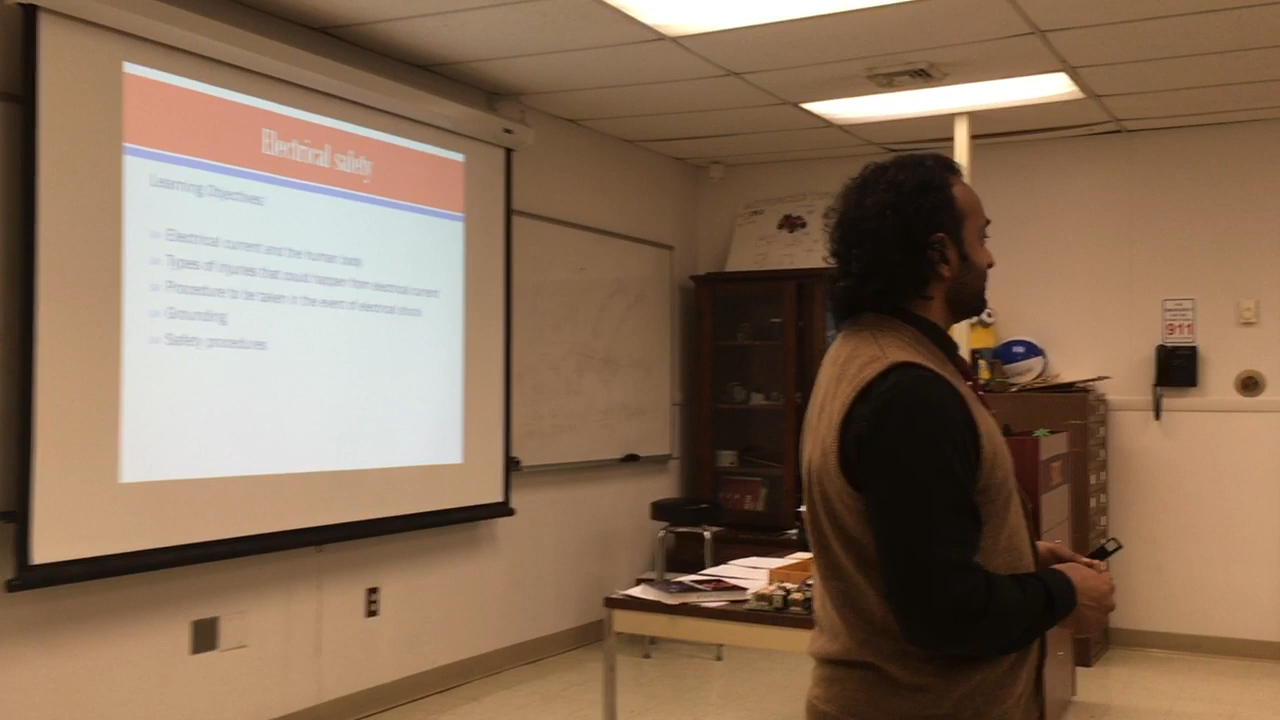 Electrical safety
Learning Objectives:
Electrical current and the human body
Types of injuries that could happen from electrical current
Procedure to be taken in the event of electrical shock
Grounding
Safety procedures
911